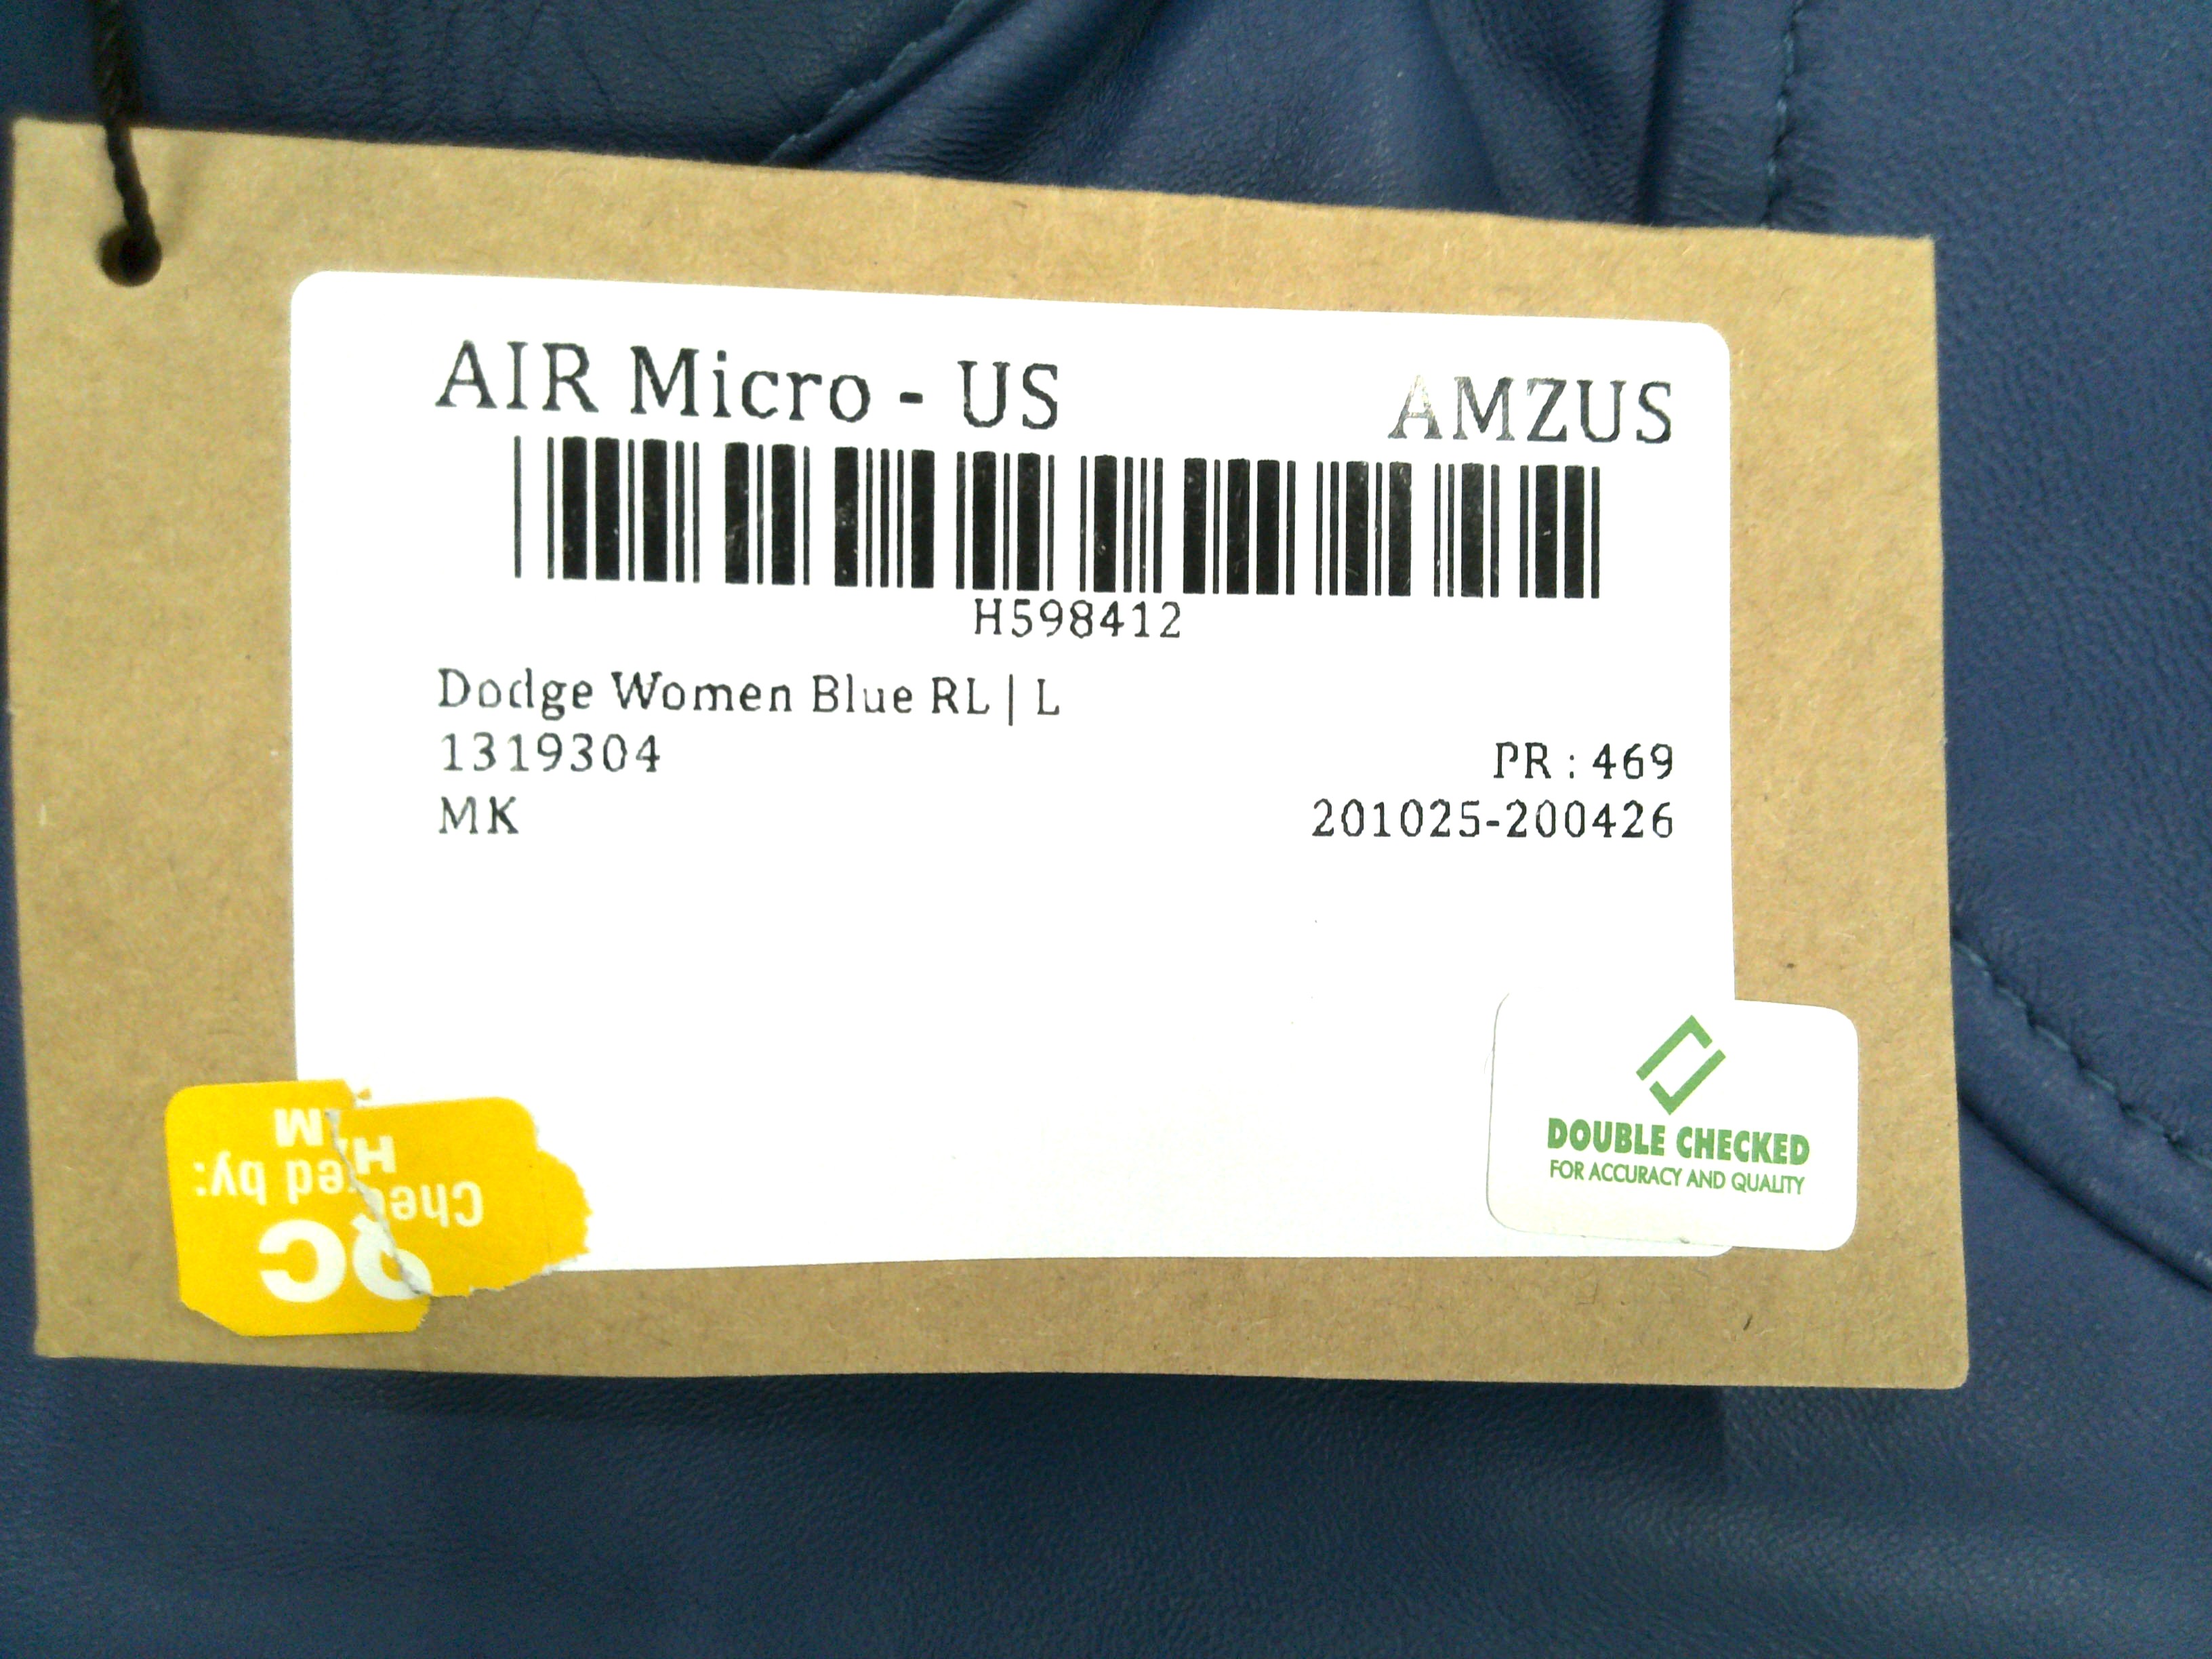 AIR Micro - US AMZUS
H598412
Dodge Women Blue RL | L
1319304
PR : 469
MK
201025-200426
DOUBLE CHECKED
FOR ACCURACY AND QUALITY
QC
Checked by: